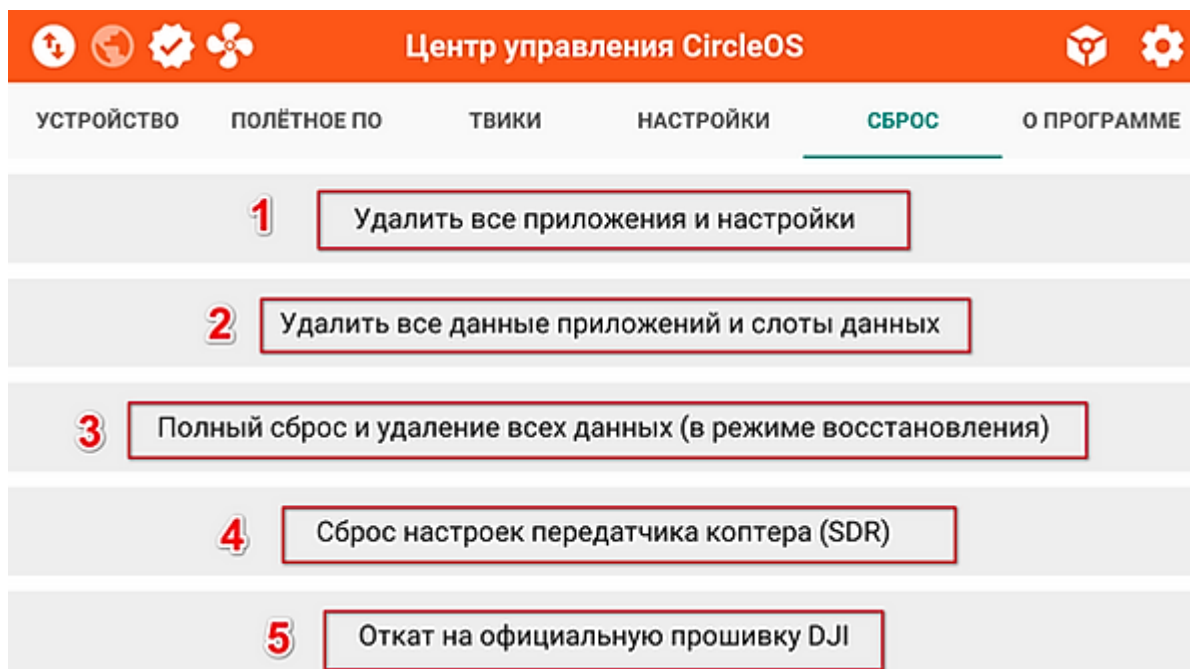 Центр управления CircleOS
УСТРОЙСТВО ПОЛЁТНОЕ ПО ТВИКИ НАСТРОЙКИ СБРОС О ПРОГРАММЕ
1 Удалить все приложения и настройки
2 Удалить все данные приложений и слоты данных
3 Полный сброс и удаление всех данных (в режиме восстановления)
4 Сброс настроек передатчика коптера (SDR)
5 Откат на официальную прошивку DJI